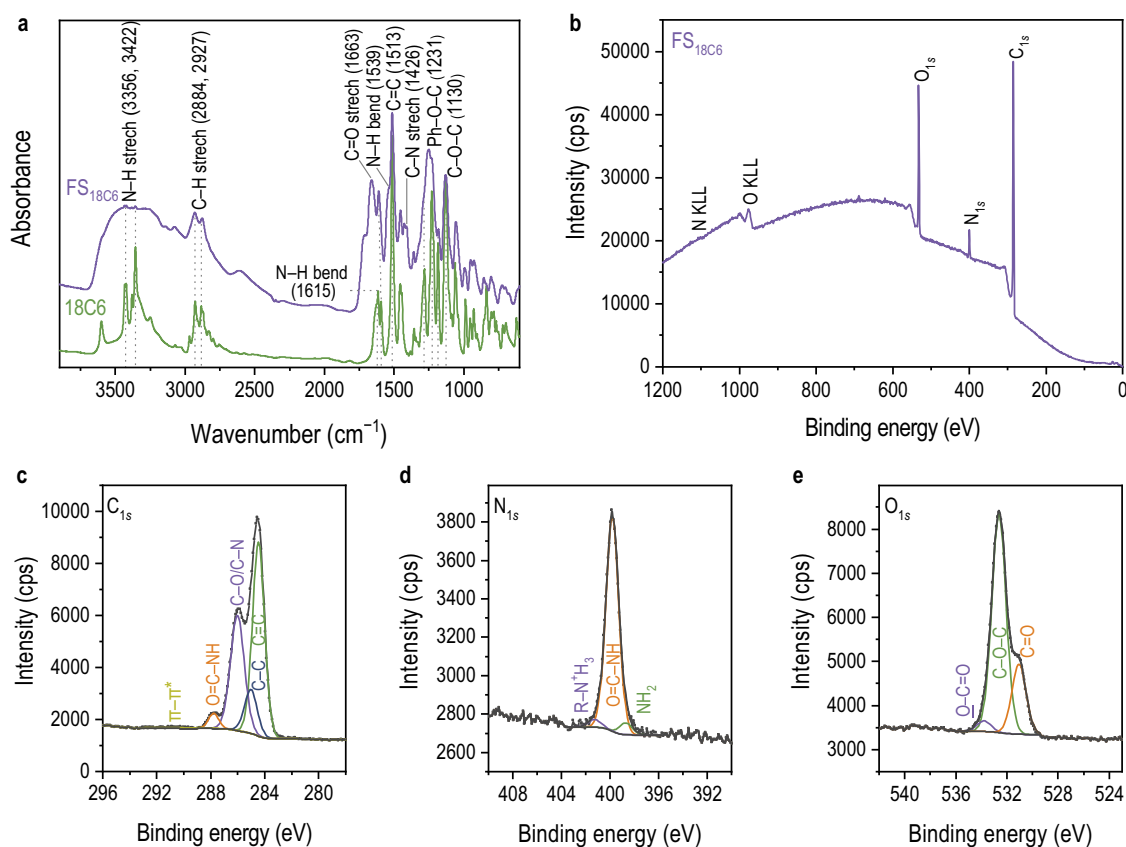 a
N–H strech (3356, 3422)
C–H strech (2884, 2927)
C=O strech (1663)
N–H bend (1539)
C=C (1513)
C–N strech (1426)
Ph–O–C (1231)
C–O–C (1130)
FS18C6
N–H bend
(1615)
18C6
Absorbance
3500 3000 2500 2000 1500 1000
Wavenumber (cm−1)
b
FS18C6
N KLL
O KLL
O1s
N1s
C1s
Intensity (cps)
50000
40000
30000
20000
10000
0
1200 1000 800 600 400 200 0
Binding energy (eV)
c
C1s
π–π*
O=C–NH
C–O/C–N
C–C
C=C
Intensity (cps)
10000
8000
6000
4000
2000
0
296 292 288 284 280
Binding energy (eV)
d
N1s
R–N+H3
O=C–NH
NH2
Intensity (cps)
3800
3600
3400
3200
3000
2800
2600
408 404 400 396 392
Binding energy (eV)
e
O1s
O–C=O
C–O–C
C=O
Intensity (cps)
8000
7000
6000
5000
4000
3000
540 536 532 528 524
Binding energy (eV)